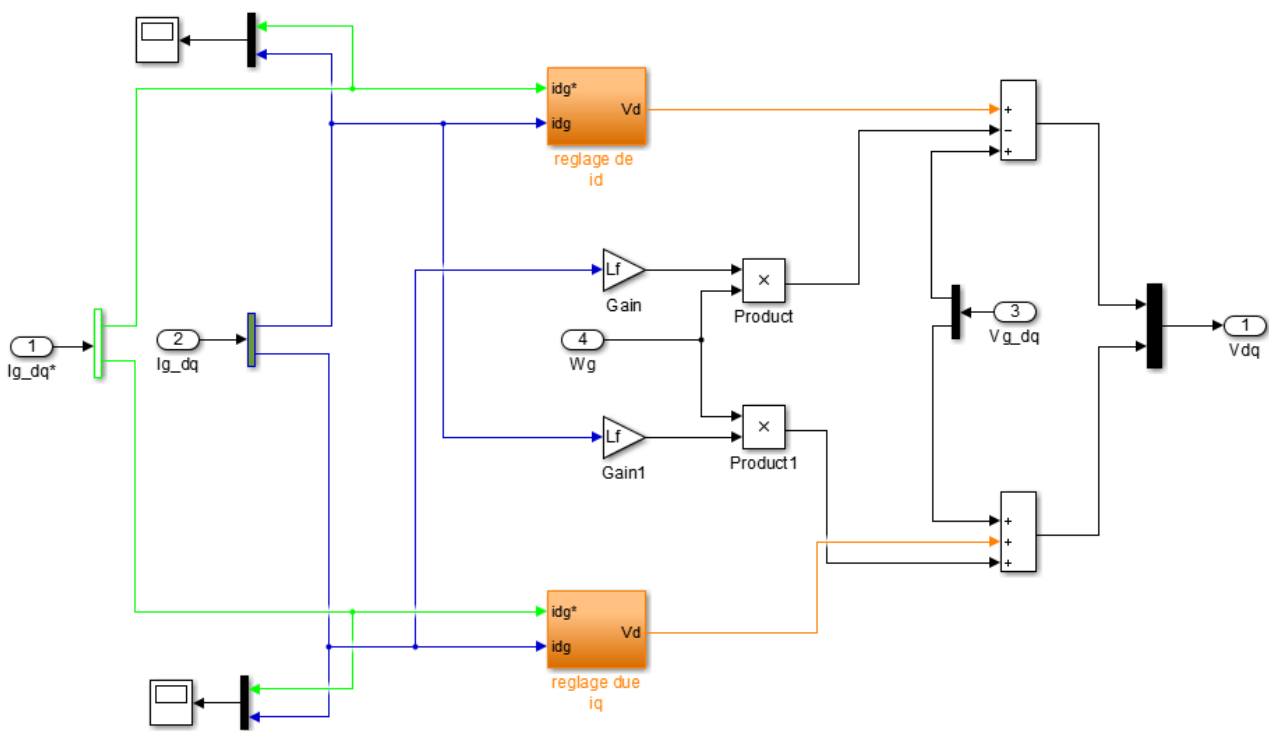 idg*
idg
Vd
reglage de
id
+
−
+
Lf
Gain
×
Product
1
Ig_dq*
2
Ig_dq
4
Wg
3
Vg_dq
1
Vdq
Lf
Gain1
×
Product1
+
+
+
idg*
idg
Vd
reglage due
iq